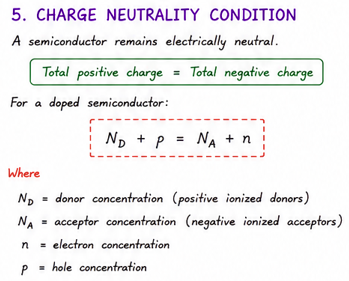 5. CHARGE NEUTRALITY CONDITION
A semiconductor remains electrically neutral.
Total positive charge = Total negative charge
For a doped semiconductor:
N_D + p = N_A + n
Where
N_D = donor concentration (positive ionized donors)
N_A = acceptor concentration (negative ionized acceptors)
n = electron concentration
p = hole concentration